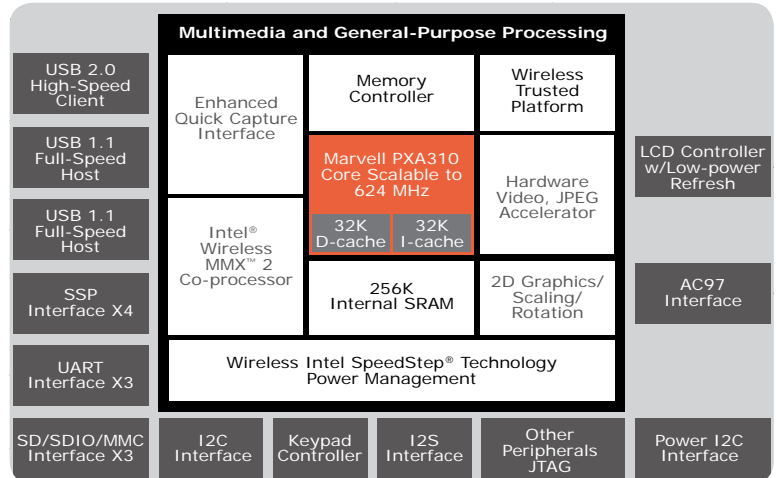 Multimedia and General-Purpose Processing
USB 2.0
High-Speed
Client
USB 1.1
Full-Speed
Host
USB 1.1
Full-Speed
Host
SSP
Interface X4
UART
Interface X3
SD/SDIO/MMC
Interface X3
Enhanced
Quick Capture
Interface
Intel®
Wireless
MMX™ 2
Co-processor
Memory
Controller
Marvell PXA310
Core Scalable to
624 MHz
32K
D-cache
32K
I-cache
256K
Internal SRAM
Wireless
Trusted
Platform
Hardware
Video, JPEG
Accelerator
2D Graphics/
Scaling/
Rotation
Wireless Intel SpeedStep® Technology
Power Management
LCD Controller
w/Low-power
Refresh
AC97
Interface
I2C
Interface
Keypad
Controller
I2S
Interface
Other
Peripherals
JTAG
Power I2C
Interface